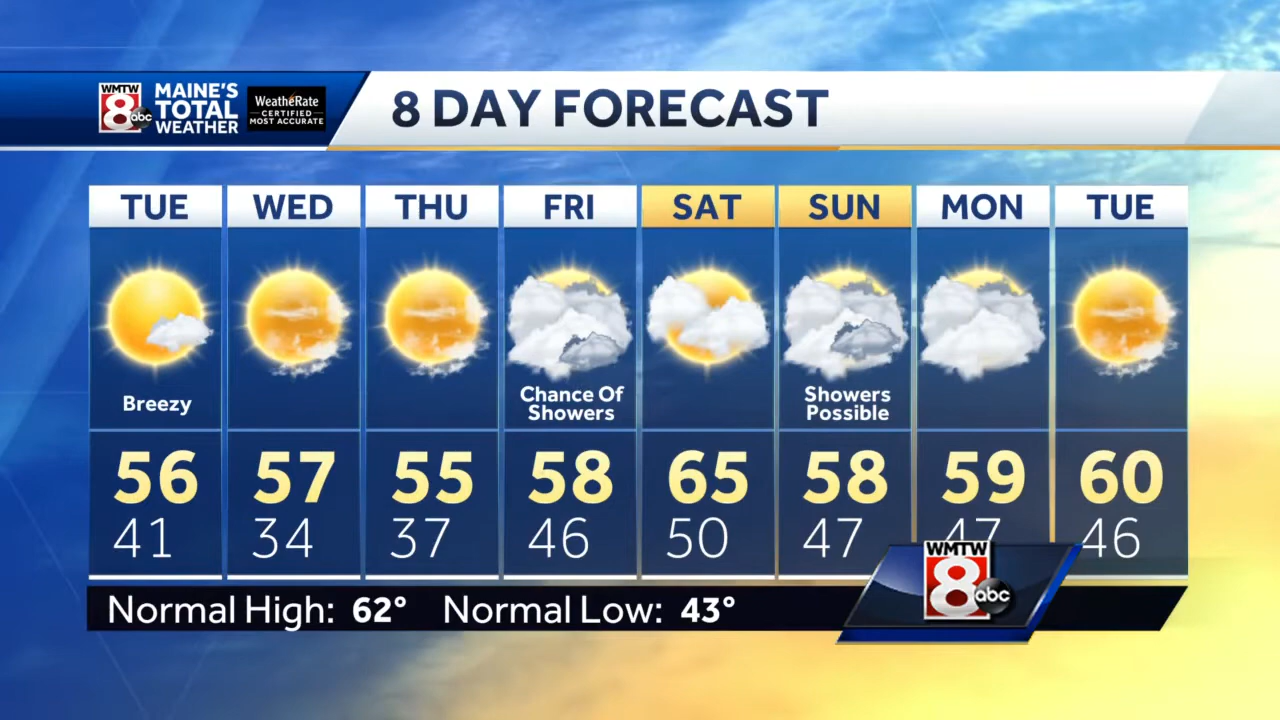 WMTW
8
abc
MAINE'S
TOTAL
WEATHER
WeatheRate
CERTIFIED
MOST ACCURATE
8 DAY FORECAST
TUE WED THU FRI SAT SUN MON TUE
Breezy
Chance Of
Showers
Showers
Possible
56 57 55 58 65 58 59 60
41 34 37 46 50 47 47 46
Normal High: 62° Normal Low: 43°
WMTW
8
abc